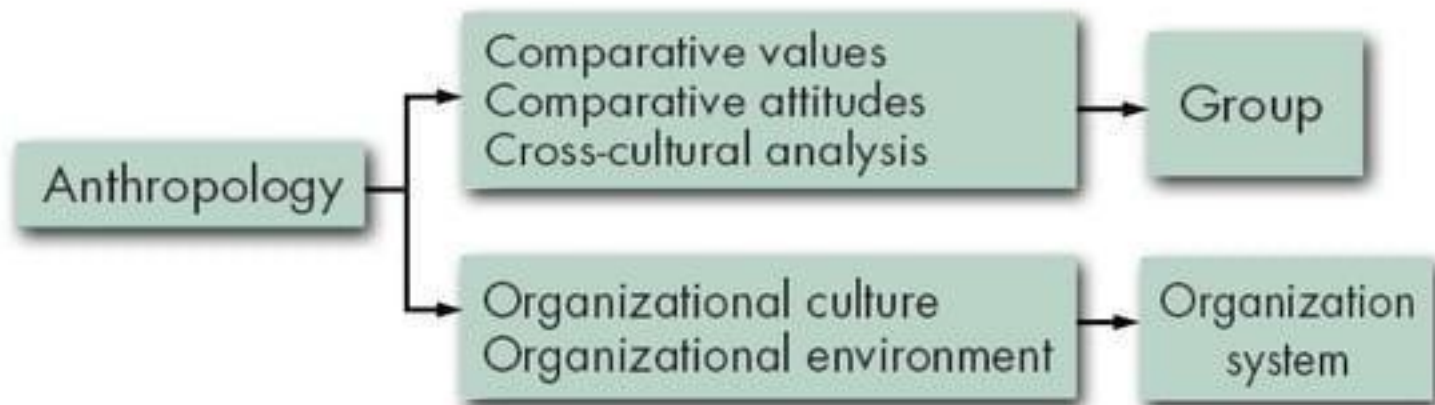 Anthropology
Comparative values
Comparative attitudes
Cross-cultural analysis
Group
Organizational culture
Organizational environment
Organization
system